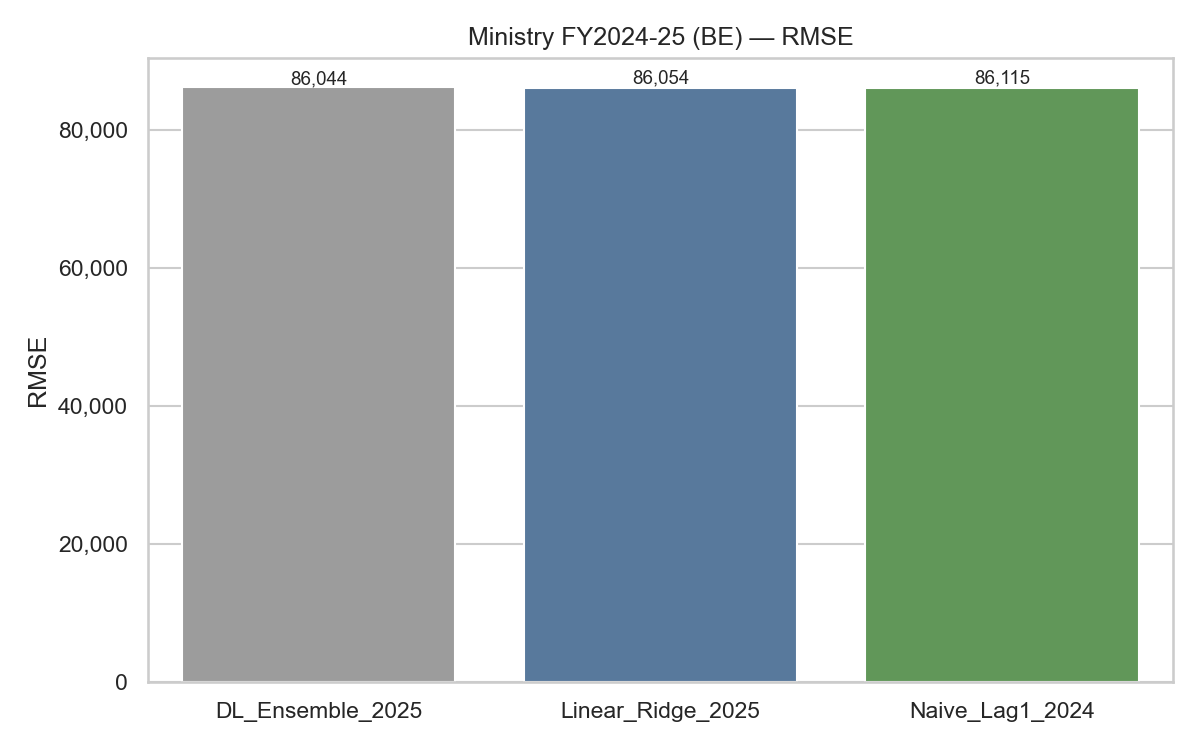 Ministry FY2024-25 (BE) — RMSE
86,044
86,054
86,115
80,000
60,000
40,000
20,000
0
RMSE
DL_Ensemble_2025
Linear_Ridge_2025
Naive_Lag1_2024